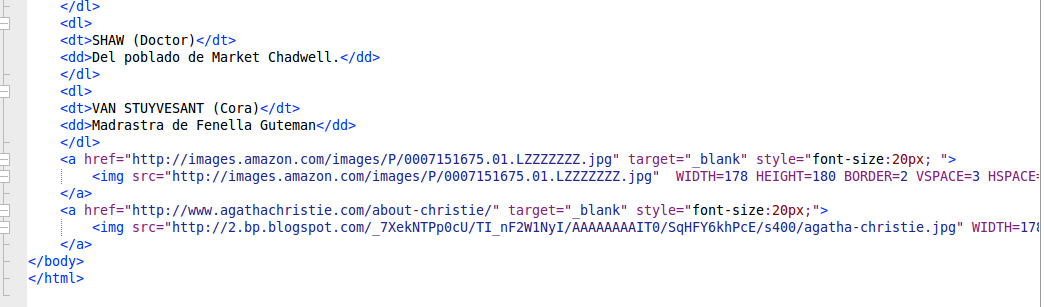 </dl>
<dl>
<dt>SHAW (Doctor)</dt>
<dd>Del poblado de Market Chadwell.</dd>
</dl>
<dl>
<dt>VAN STUYVESANT (Cora)</dt>
<dd>Madrastra de Fenella Guteman</dd>
</dl>
<a href="http://images.amazon.com/images/P/0007151675.01.LZZZZZZZ.jpg" target="_blank" style="font-size:20px; ">
<img src="http://images.amazon.com/images/P/0007151675.01.LZZZZZZZ.jpg"  WIDTH=178 HEIGHT=180 BORDER=2 VSPACE=3 HSPACE=
</a>
<a href="http://www.agathachristie.com/about-christie/" target="_blank" style="font-size:20px;">
<img src="http://2.bp.blogspot.com/_7XekNTPp0cU/TI_nF2W1NyI/AAAAAAAAIT0/SqHFY6khPcE/s400/agatha-christie.jpg" WIDTH=178
</a>
</body>
</html>